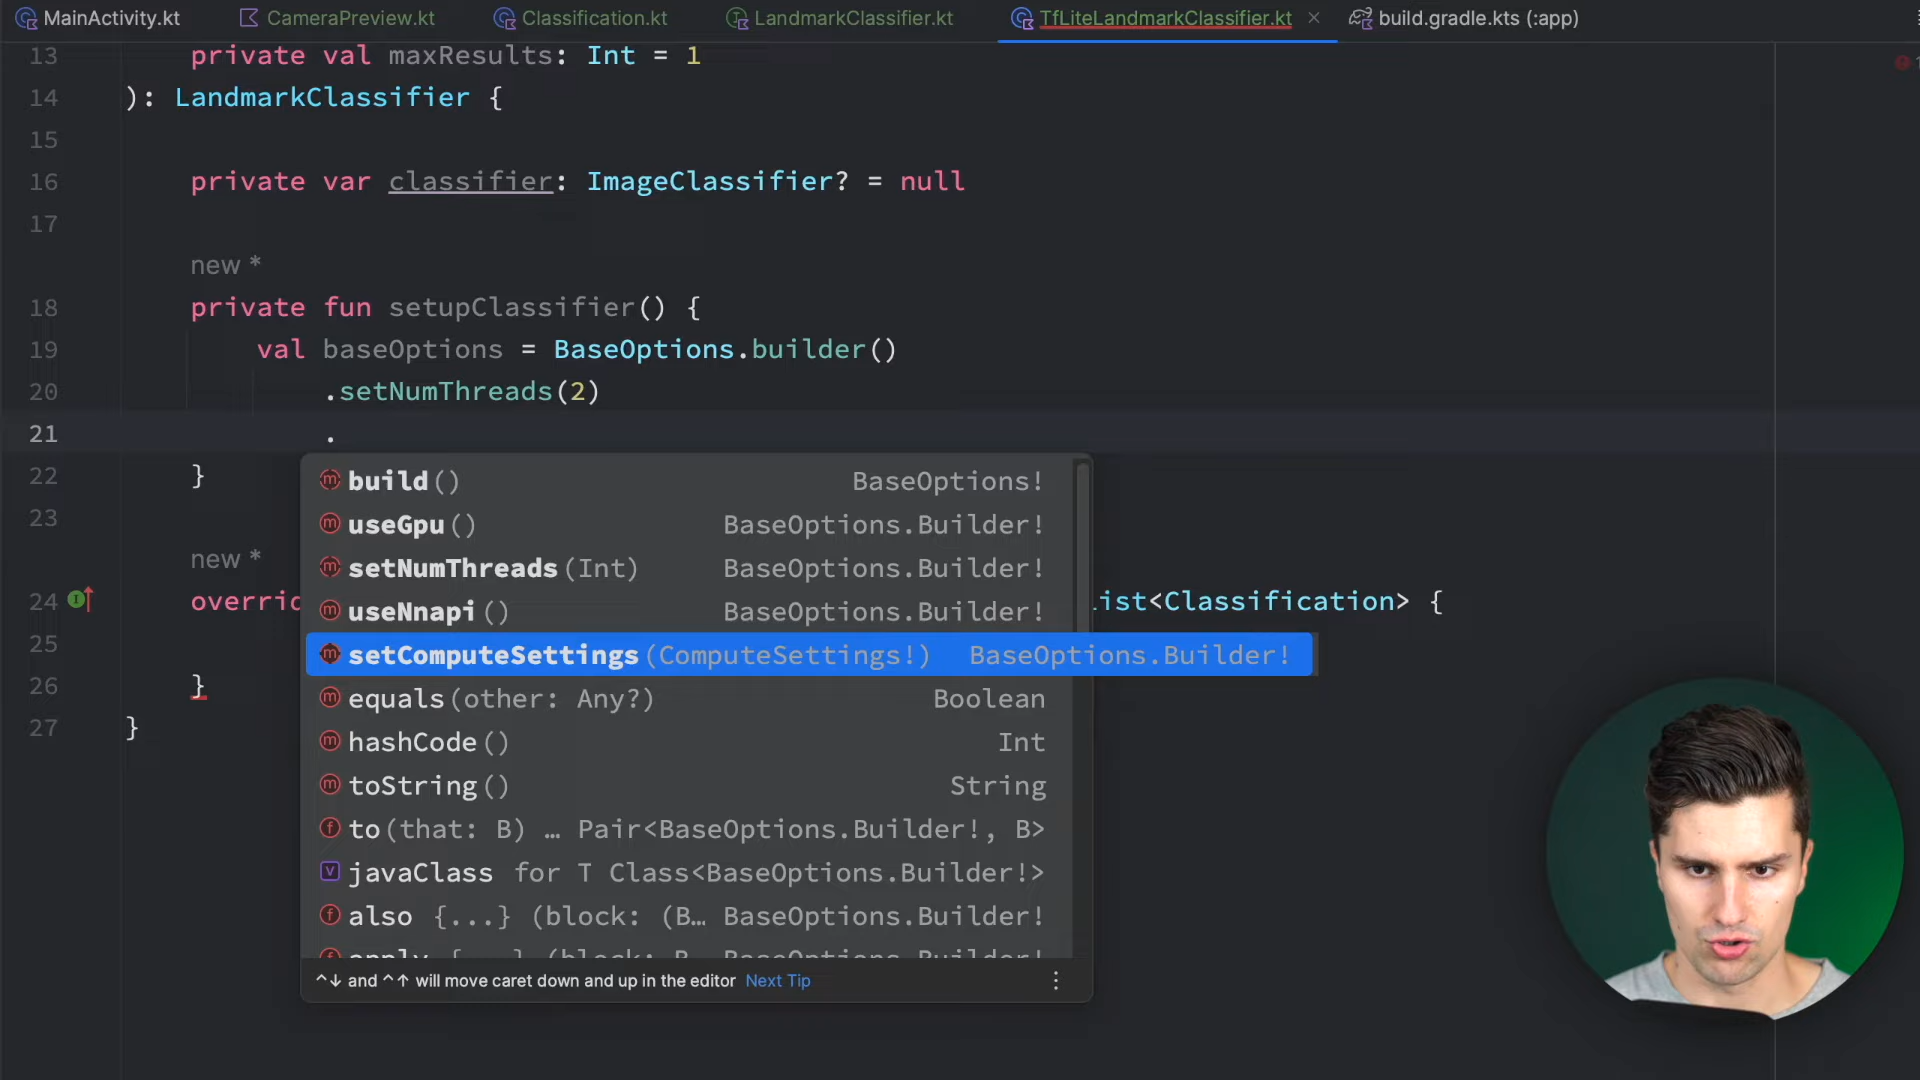 MainActivity.kt CameraPreview.kt Classification.kt LandmarkClassifier.kt TfLiteLandmarkClassifier.kt build.gradle.kts (:app)
13 private val maxResults: Int = 1
14 ): LandmarkClassifier {
15
16 private var classifier: ImageClassifier? = null
17
new *
18 private fun setupClassifier() {
19 val baseOptions = BaseOptions.builder()
20 .setNumThreads(2)
21 .
22 }
23
new *
24 overrid ist<Classification> {
25
26 }
27 }
build() BaseOptions!
useGpu() BaseOptions.Builder!
setNumThreads(Int) BaseOptions.Builder!
useNnapi() BaseOptions.Builder!
setComputeSettings(ComputeSettings!) BaseOptions.Builder!
equals(other: Any?) Boolean
hashCode() Int
toString() String
to(that: B) … Pair<BaseOptions.Builder!, B>
javaClass for T Class<BaseOptions.Builder!>
also {...} (block: (B… BaseOptions.Builder!
^↓ and ^↑ will move caret down and up in the editor Next Tip